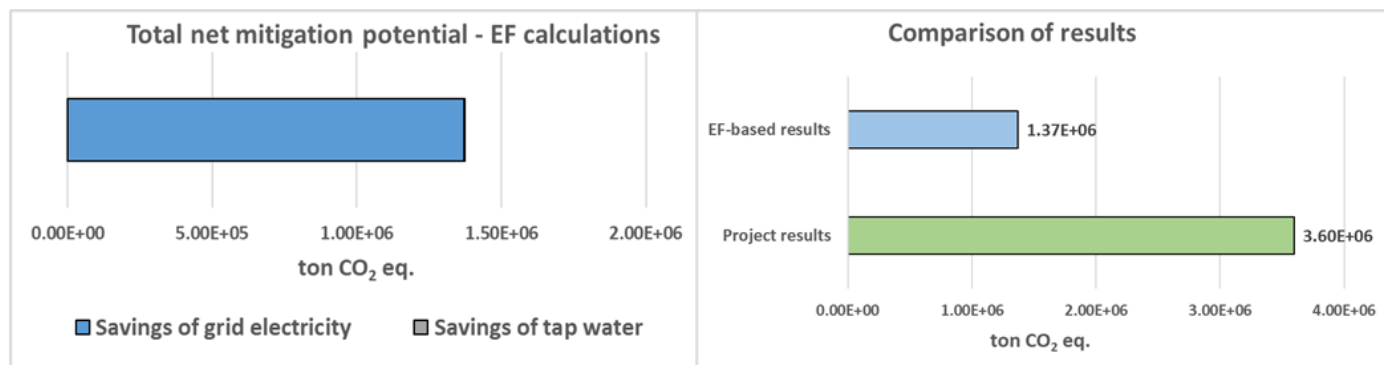 Total net mitigation potential - EF calculations
0.00E+00 5.00E+05 1.00E+06 1.50E+06 2.00E+06
ton CO₂ eq.
Savings of grid electricity Savings of tap water
Comparison of results
EF-based results 1.37E+06
Project results 3.60E+06
0.00E+00 1.00E+06 2.00E+06 3.00E+06 4.00E+06
ton CO₂ eq.